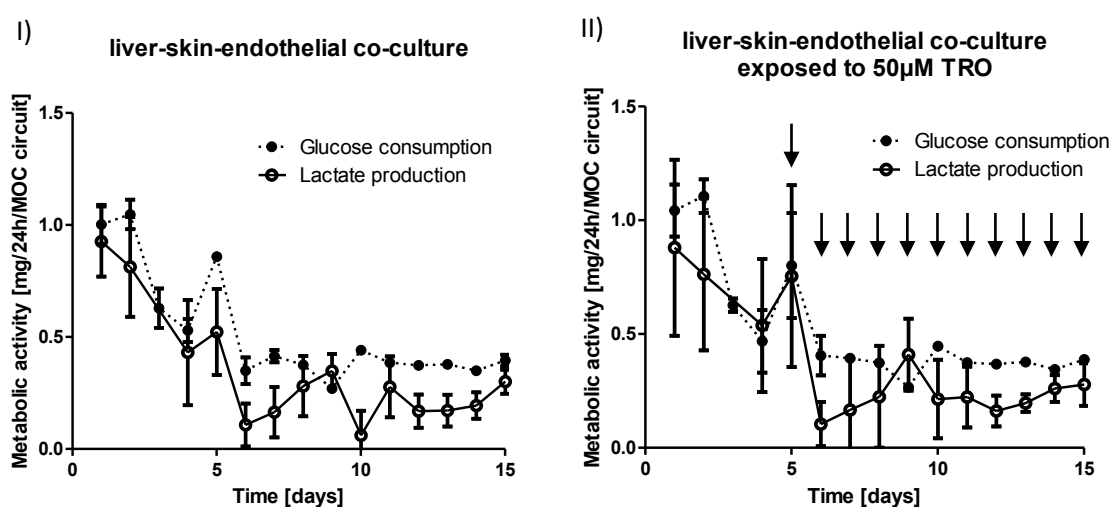 I)
liver-skin-endothelial co-culture
Metabolic activity [mg/24h/MOC circuit]
1.5
1.0
0.5
0.0
Glucose consumption
Lactate production
0
5
10
15
Time [days]
II)
liver-skin-endothelial co-culture
exposed to 50µM TRO
Metabolic activity [mg/24h/MOC circuit]
1.5
1.0
0.5
0.0
Glucose consumption
Lactate production
0
5
10
15
Time [days]